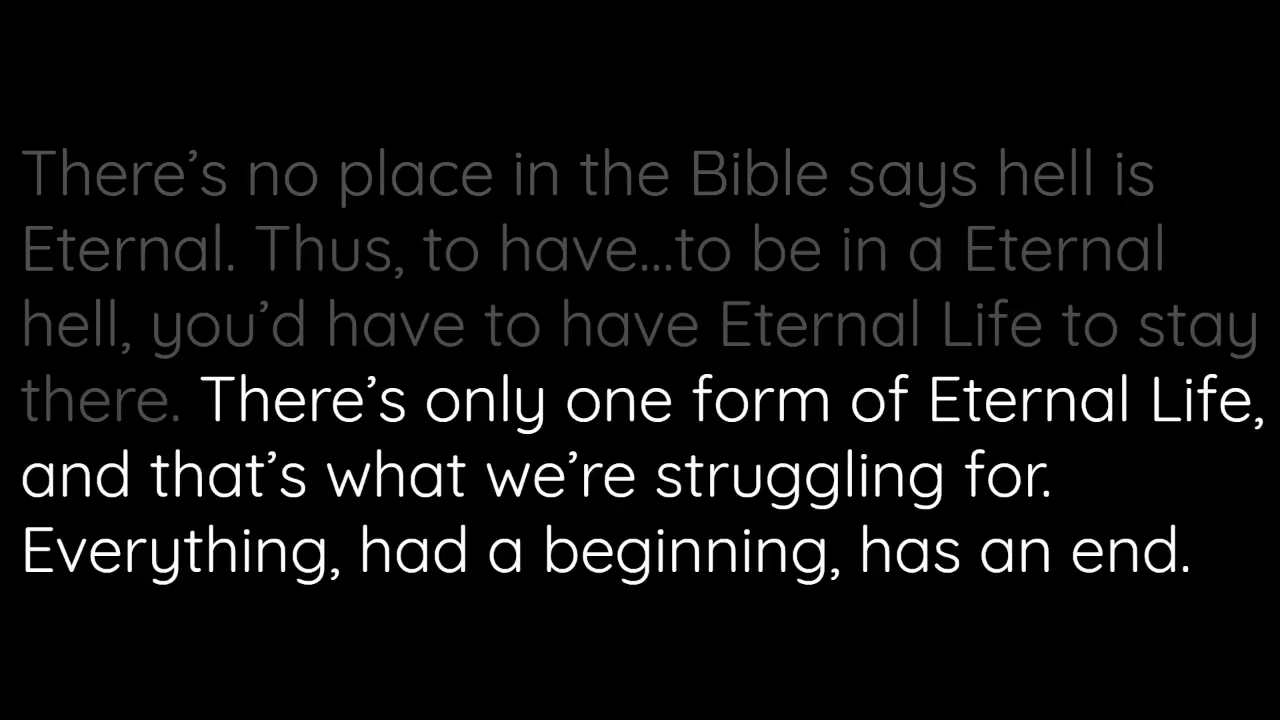 There’s no place in the Bible says hell is
Eternal. Thus, to have...to be in a Eternal
hell, you’d have to have Eternal Life to stay
there. There’s only one form of Eternal Life,
and that’s what we’re struggling for.
Everything, had a beginning, has an end.